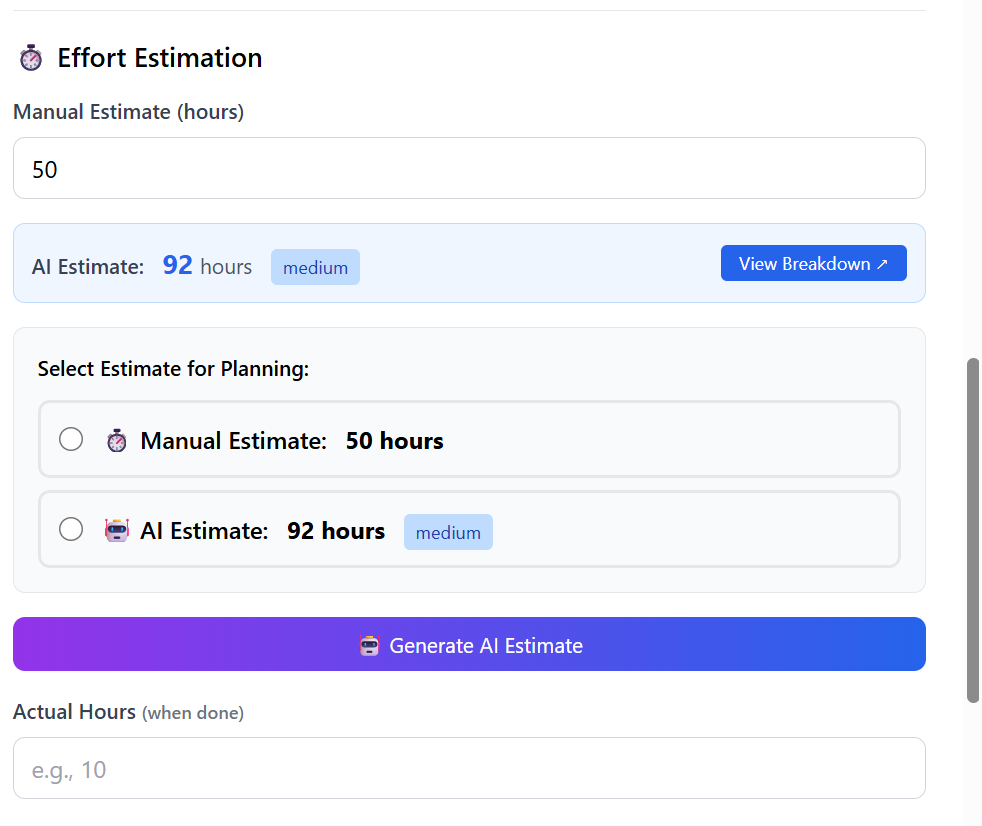 Effort Estimation
Manual Estimate (hours)
50
AI Estimate: 92 hours medium View Breakdown ↗
Select Estimate for Planning:
Manual Estimate: 50 hours
AI Estimate: 92 hours medium
Generate AI Estimate
Actual Hours (when done)
e.g., 10